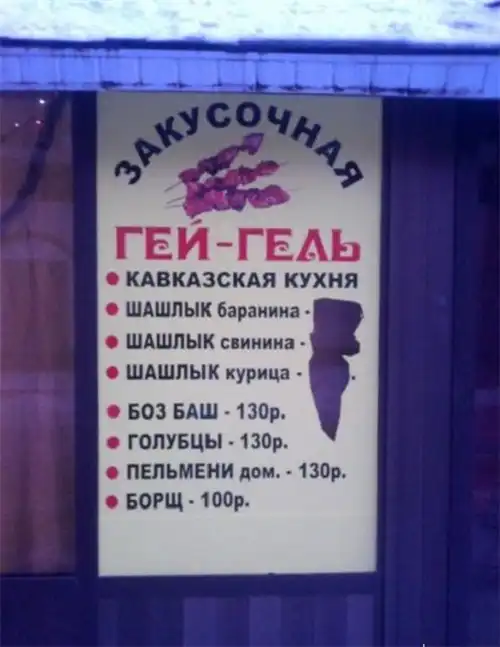 ЗАКУСОЧНАЯ
ГЕЙ-ГЕЛЬ
• КАВКАЗСКАЯ КУХНЯ
• ШАШЛЫК баранина -
• ШАШЛЫК свинина -
• ШАШЛЫК курица - .
• БОЗ БАШ - 130р.
• ГОЛУБЦЫ - 130р.
• ПЕЛЬМЕНИ дом. - 130р.
• БОРЩ - 100р.